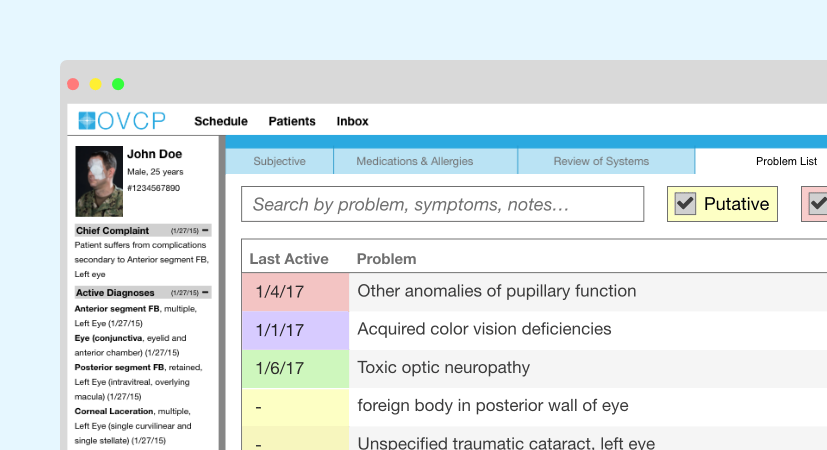 OVCP
Schedule
Patients
Inbox
John Doe
Male, 25 years
#1234567890
Chief Complaint (1/27/15)
Patient suffers from complications
secondary to Anterior segment FB,
Left eye
Active Diagnoses (1/27/15)
Anterior segment FB, multiple,
Left Eye (1/27/15)
Eye (conjunctiva, eyelid and
anterior chamber) (1/27/15)
Posterior segment FB, retained,
Left Eye (intravitreal, overlying
macula) (1/27/15)
Corneal Laceration, multiple,
Left Eye (single curvilinear and
single stellate) (1/27/15)
Subjective
Medications & Allergies
Review of Systems
Problem List
Search by problem, symptoms, notes...
Putative
Last Active Problem
1/4/17 Other anomalies of pupillary function
1/1/17 Acquired color vision deficiencies
1/6/17 Toxic optic neuropathy
- foreign body in posterior wall of eye
- Unspecified traumatic cataract, left eye